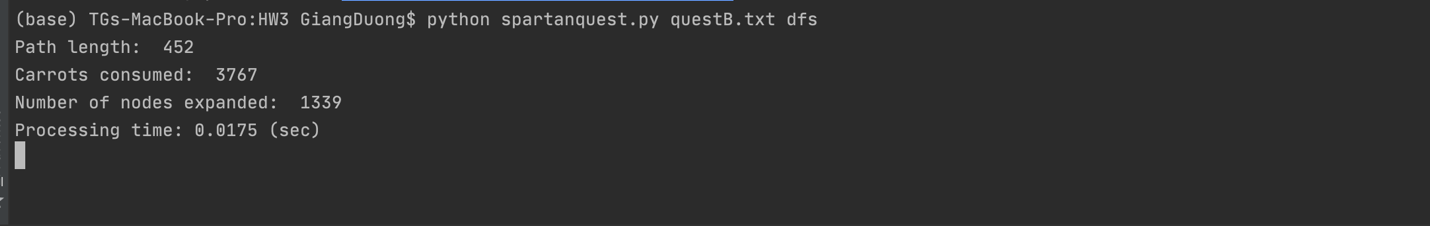 (base) TGs-MacBook-Pro:HW3 GiangDuong$ python spartanquest.py questB.txt dfs
Path length:  452
Carrots consumed:  3767
Number of nodes expanded:  1339
Processing time: 0.0175 (sec)